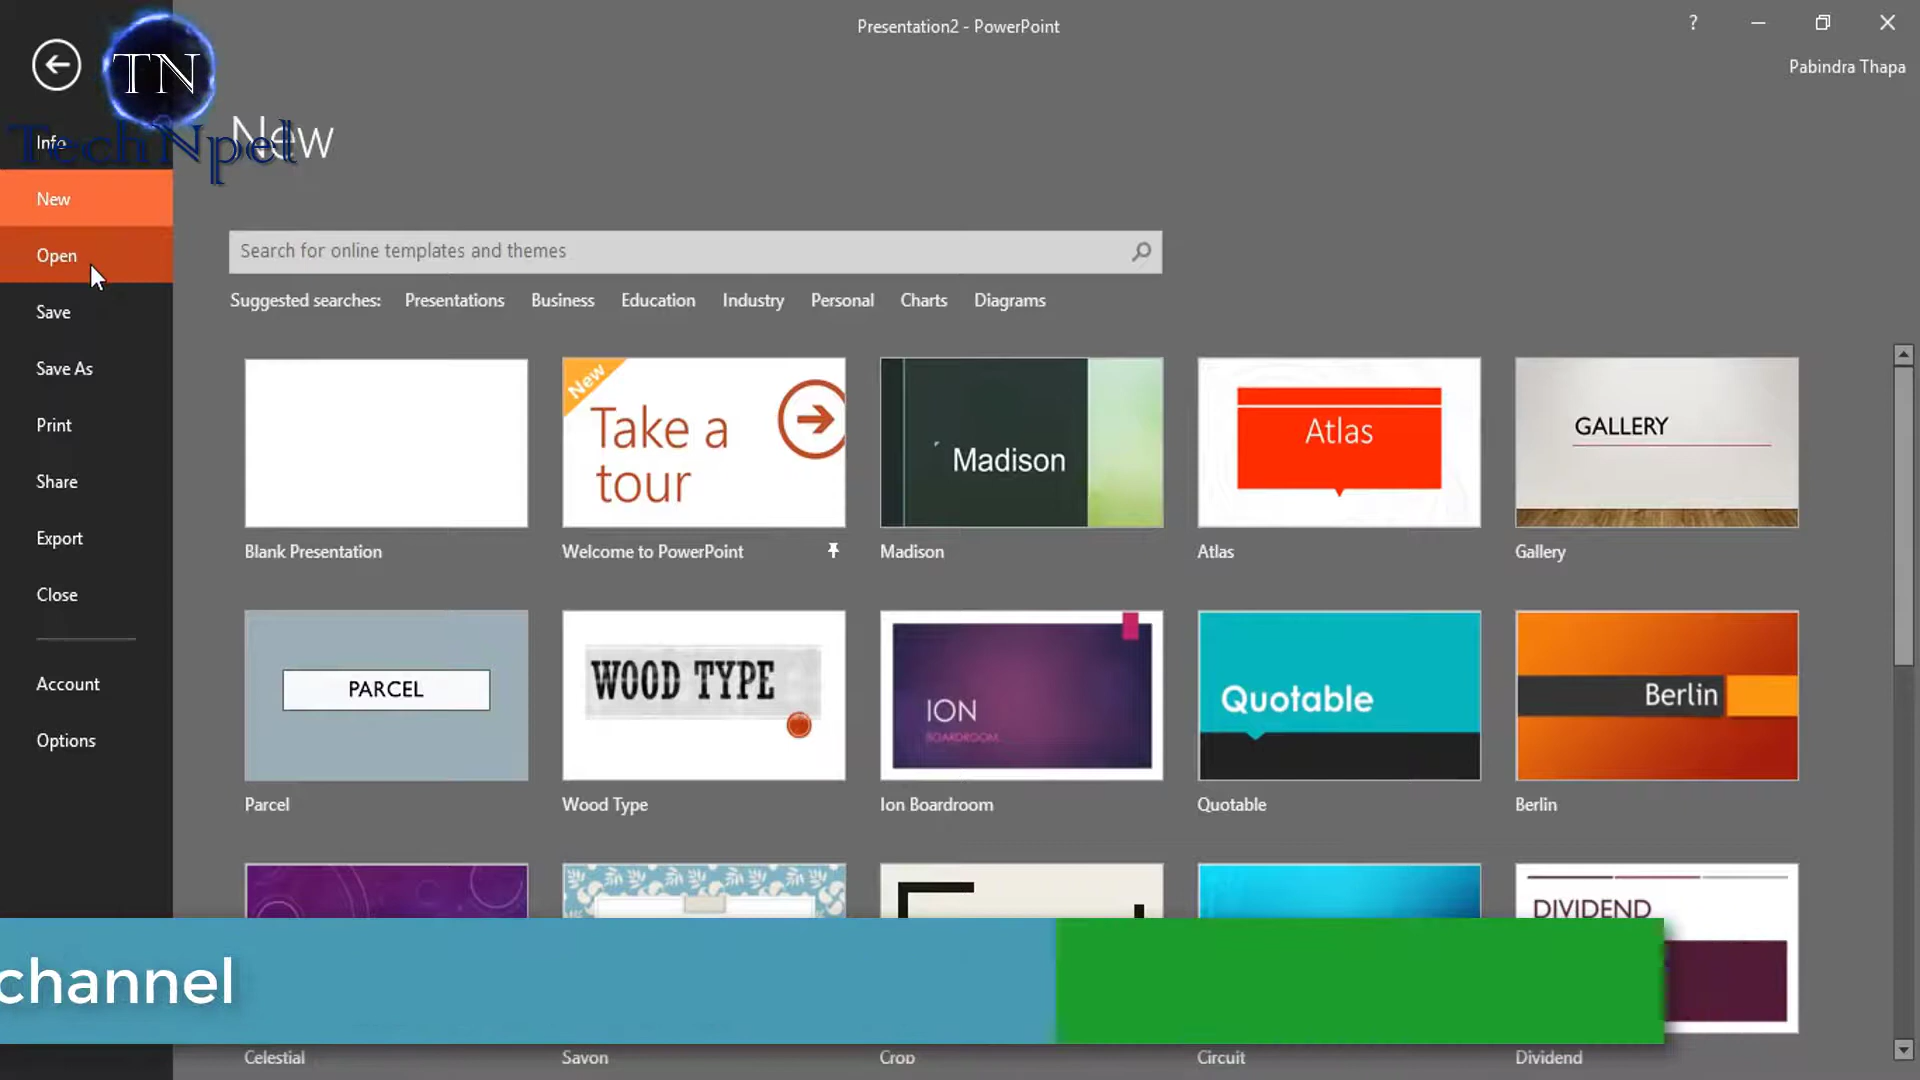 Presentation2 - PowerPoint
?
Pabindra Thapa
TN
Tech Npel
Info
New
New
Open
Save
Save As
Print
Share
Export
Close
Account
Options
Search for online templates and themes
Suggested searches: Presentations Business Education Industry Personal Charts Diagrams
New
Take a
tour
Madison
Atlas
GALLERY
Blank Presentation
Welcome to PowerPoint
Madison
Atlas
Gallery
PARCEL
WOOD TYPE
ION
BOARDROOM
Quotable
Berlin
Parcel
Wood Type
Ion Boardroom
Quotable
Berlin
DIVIDEND
channel
Celestial
Savon
Crop
Circuit
Dividend